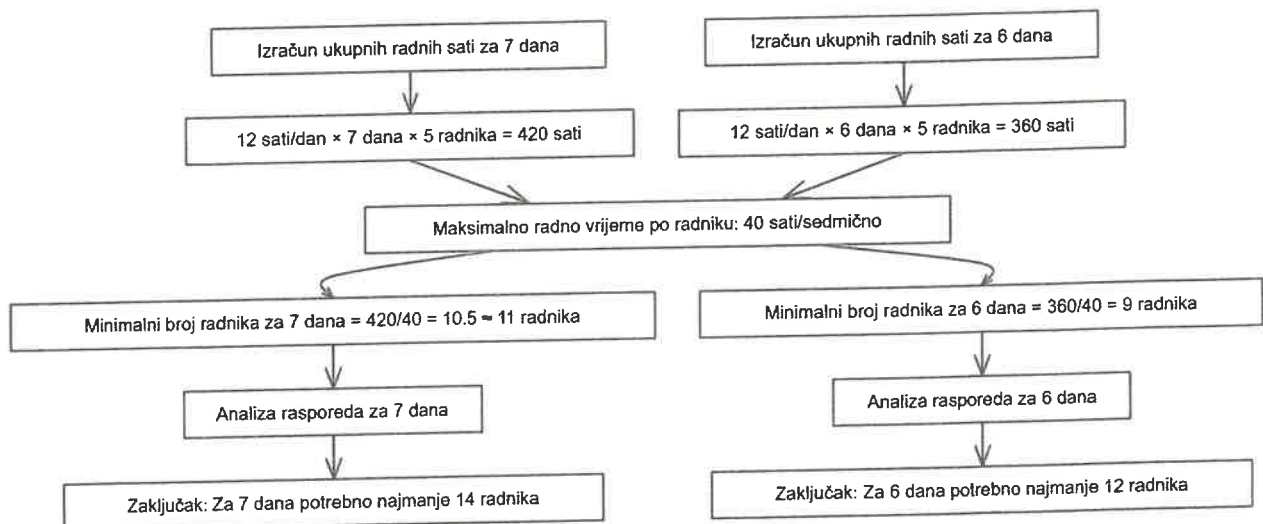 Izračun ukupnih radnih sati za 7 dana
Izračun ukupnih radnih sati za 6 dana
12 sati/dan × 7 dana × 5 radnika = 420 sati
12 sati/dan × 6 dana × 5 radnika = 360 sati
Maksimalno radno vrijeme po radniku: 40 sati/sedmično
Minimalni broj radnika za 7 dana = 420/40 = 10.5 ≈ 11 radnika
Minimalni broj radnika za 6 dana = 360/40 = 9 radnika
Analiza rasporeda za 7 dana
Analiza rasporeda za 6 dana
Zaključak: Za 7 dana potrebno najmanje 14 radnika
Zaključak: Za 6 dana potrebno najmanje 12 radnika